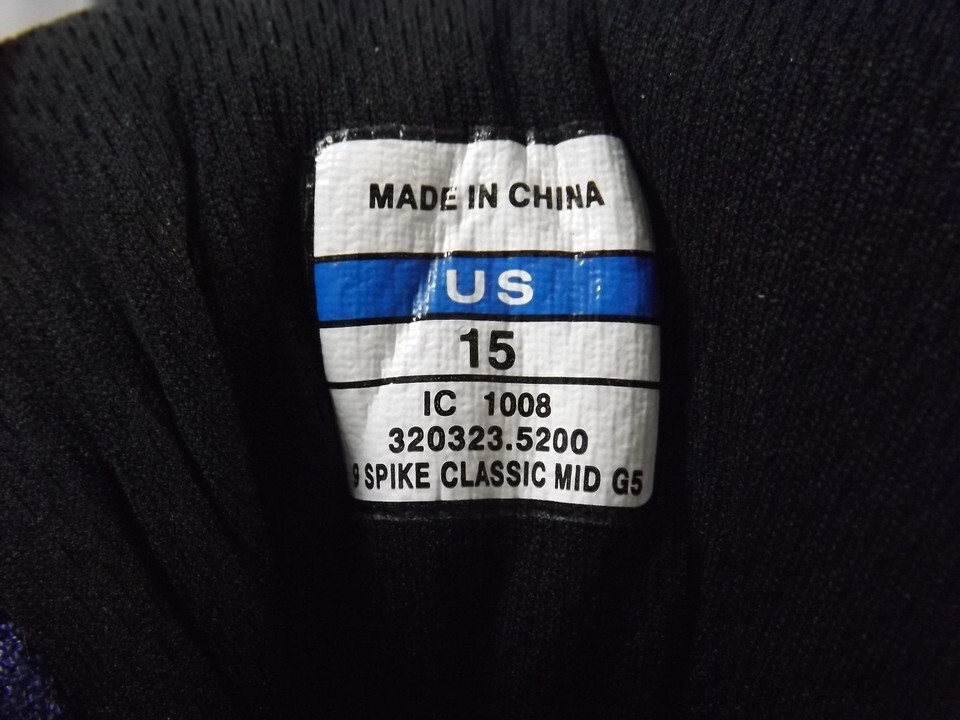 MADE IN CHINA
US
15
IC 1008
320323.5200
9 SPIKE CLASSIC MID G5